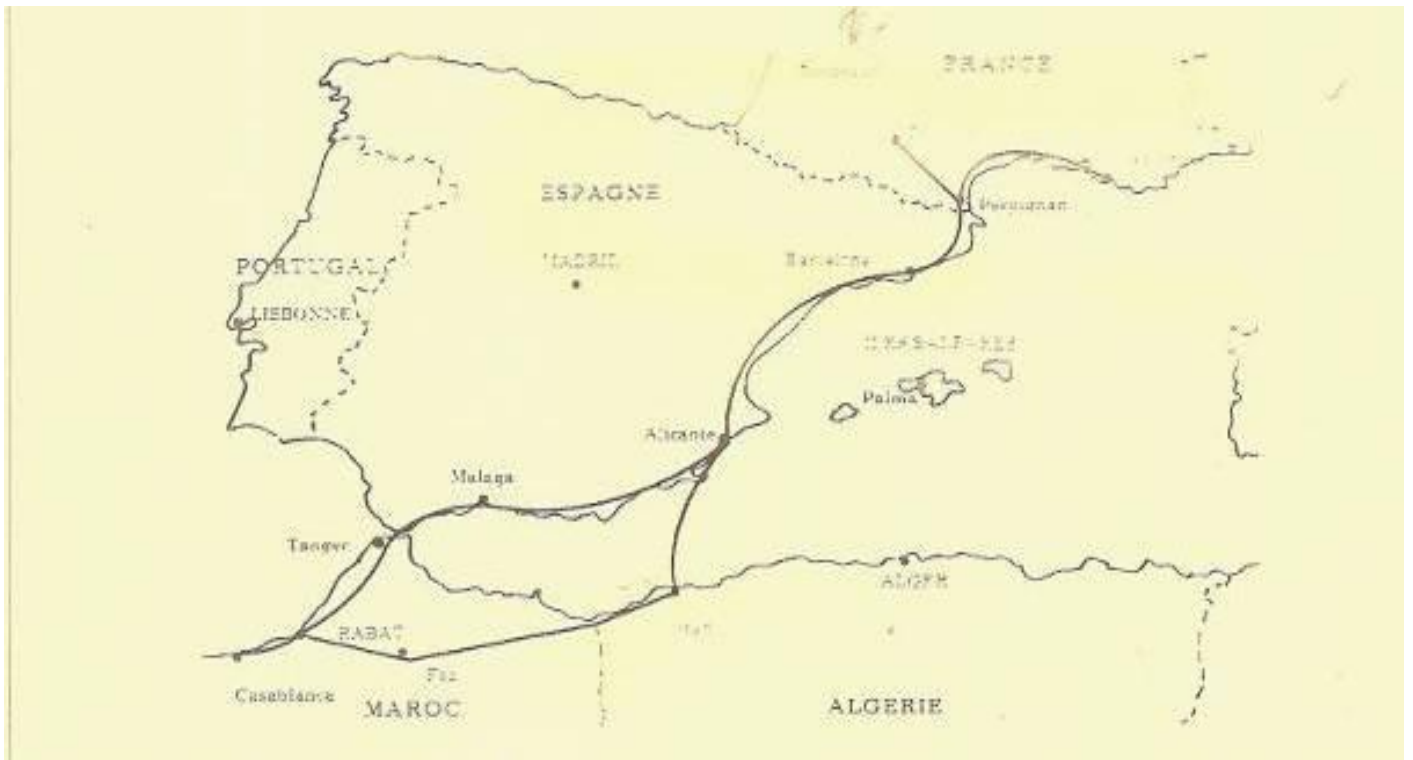 FRANCE
ESPAGNE
Perpignan
PORTUGAL
MADRID
LISBONNE
Palma
Alicante
Malaga
Tanger
ALGER
RABAT
Fez
Casablanca
MAROC
ALGERIE